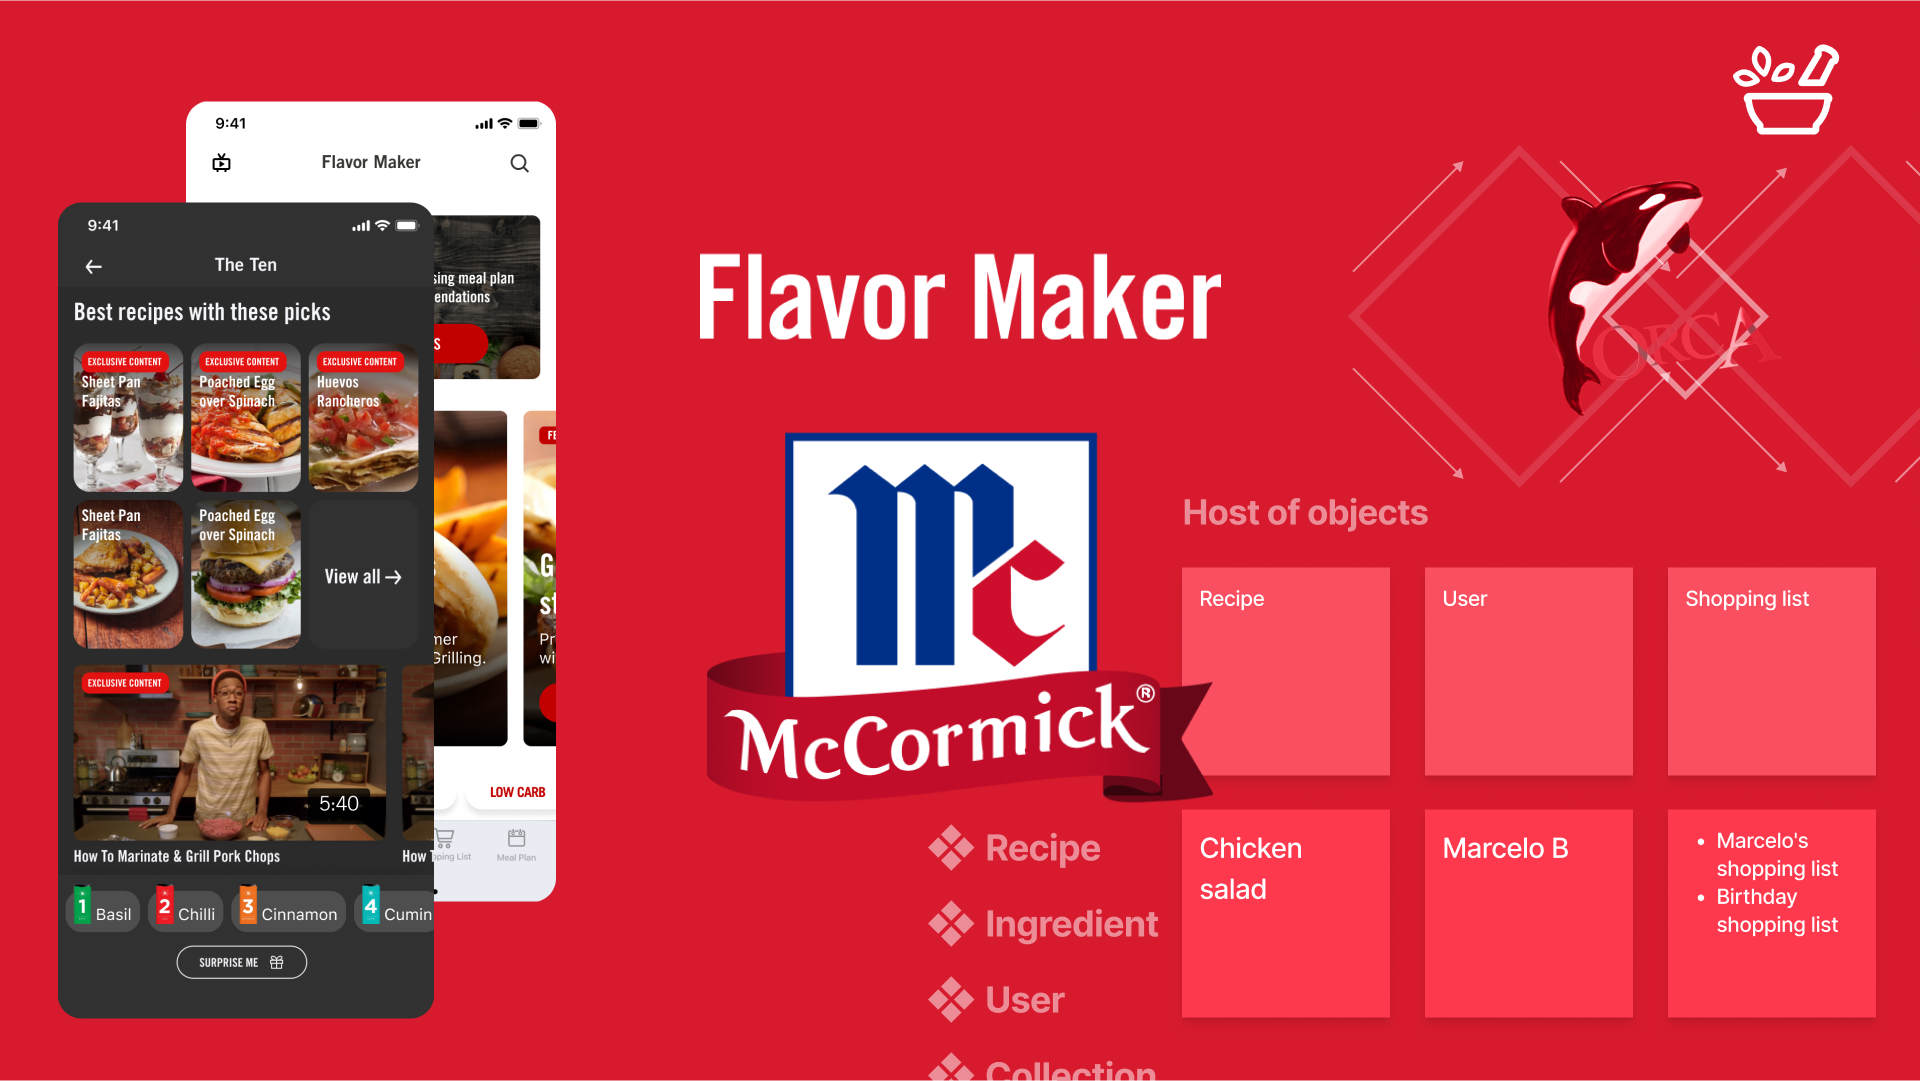 9:41
Flavor Maker
sing meal plan
endations
S
FE
G
st
mer
Grilling.
Pr
wi
LOW CARB
pping List
Meal Plan
9:41
The Ten
Best recipes with these picks
EXCLUSIVE CONTENT
Sheet Pan
Fajitas
EXCLUSIVE CONTENT
Poached Egg
over Spinach
EXCLUSIVE CONTENT
Huevos
Rancheros
Sheet Pan
Fajitas
Poached Egg
over Spinach
View all
EXCLUSIVE CONTENT
5:40
How To Marinate & Grill Pork Chops
How T
1 Basil
2 Chilli
3 Cinnamon
4 Cumin
SURPRISE ME
Flavor Maker
Mc
McCormick®
ORCA
Host of objects
Recipe
User
Shopping list
Chicken
salad
Marcelo B
• Marcelo's
shopping list
• Birthday
shopping list
Recipe
Ingredient
User
Collection